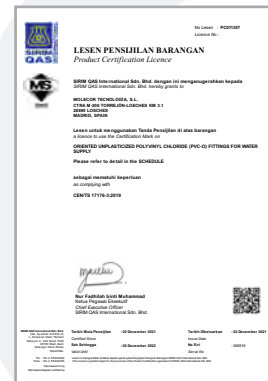 No Lesen : PC011267
Licence No :
SIRIM
QAS
LESEN PENSIJILAN BARANGAN
Product Certification Licence
MS
SIRIM QAS International Sdn. Bhd. dengan ini menganugerahkan kepada
SIRIM QAS International Sdn. Bhd. hereby grants to
MOLECOR TECNOLOGÍA, S.L.
CTRA M-206 TORREJÓN-LOECHES KM 3.1
28890 LOECHES
MADRID, SPAIN
Lesen untuk menggunakan Tanda Pensijilan di atas barangan
a licence to use the Certification Mark on
ORIENTED UNPLASTICIZED POLYVINYL CHLORIDE (PVC-O) FITTINGS FOR WATER
SUPPLY
Please refer to detail in the SCHEDULE
sebagai mematuhi keperluan
as complying with
CEN/TS 17176-3:2019
Nur Fadhilah binti Muhammad
Ketua Pegawai Eksekutif
Chief Executive Officer
SIRIM QAS International Sdn. Bhd.
Tarikh Mula Pensijilan : 02 December 2021
Certified Since
Tarikh Dikeluarkan : 02 December 2021
Issue Date
Sah Sehingga : 02 December 2022
Valid Until
No Siri
Serial No